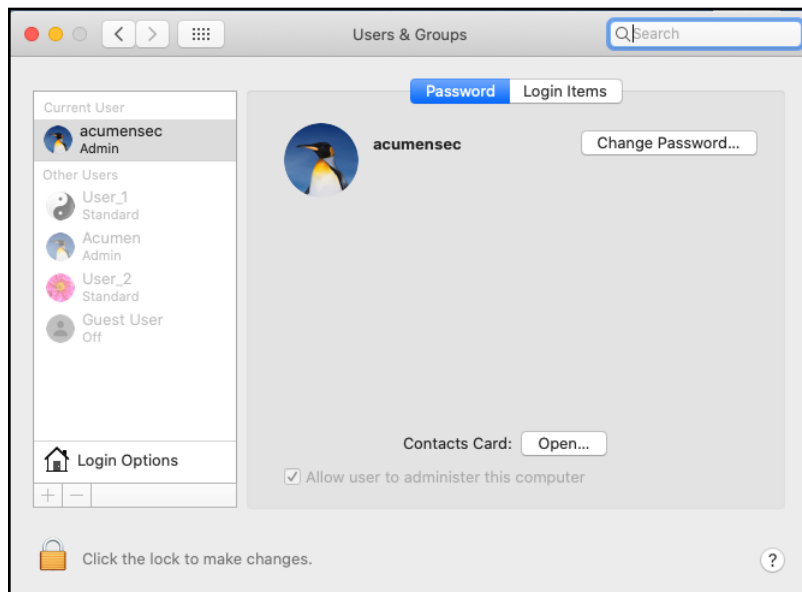 Users & Groups
Search
Password
Login Items
Current User
acumensec
Admin
Other Users
User_1
Standard
Acumen
Admin
User_2
Standard
Guest User
Off
Login Options
+ −
acumensec
Change Password...
Contacts Card:
Open...
Allow user to administer this computer
Click the lock to make changes.
?